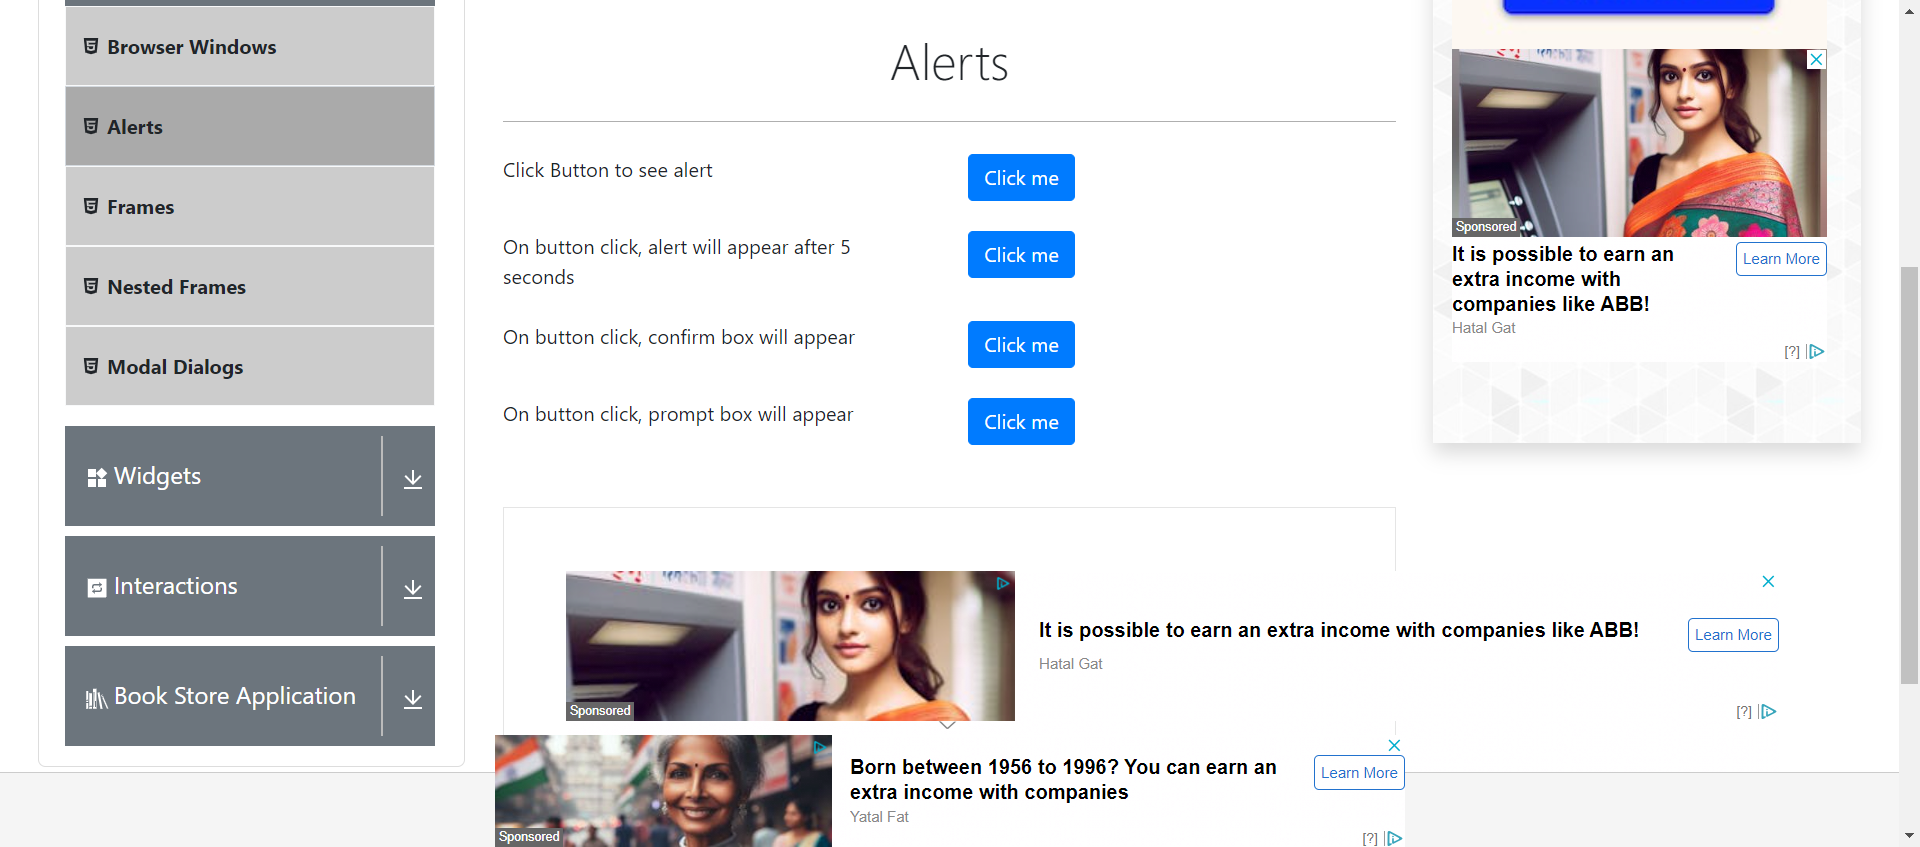 Browser Windows
Alerts
Frames
Nested Frames
Modal Dialogs
Widgets
Interactions
Book Store Application
Alerts
Click Button to see alert
Click me
On button click, alert will appear after 5
seconds
Click me
On button click, confirm box will appear
Click me
On button click, prompt box will appear
Click me
Sponsored
It is possible to earn an
extra income with
companies like ABB!
Learn More
Hatal Gat
[?]
Sponsored
It is possible to earn an extra income with companies like ABB!
Hatal Gat
Learn More
[?]
Sponsored
Born between 1956 to 1996? You can earn an
extra income with companies
Yatal Fat
Learn More
[?]